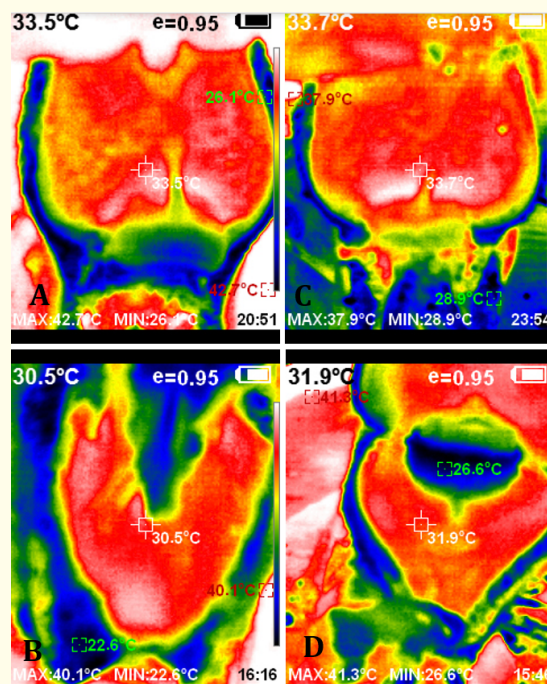 33.5°C e=0.95
26.1°C
33.5°C
42.7°C
A
MAX:42.7°C MIN:26.1°C 20:51
33.7°C e=0.95
37.9°C
33.7°C
28.9°C
C
MAX:37.9°C MIN:28.9°C 23:54
30.5°C e=0.95
30.5°C
40.1°C
22.6°C
B
MAX:40.1°C MIN:22.6°C 16:16
31.9°C e=0.95
41.3°C
26.6°C
31.9°C
D
MAX:41.3°C MIN:26.6°C